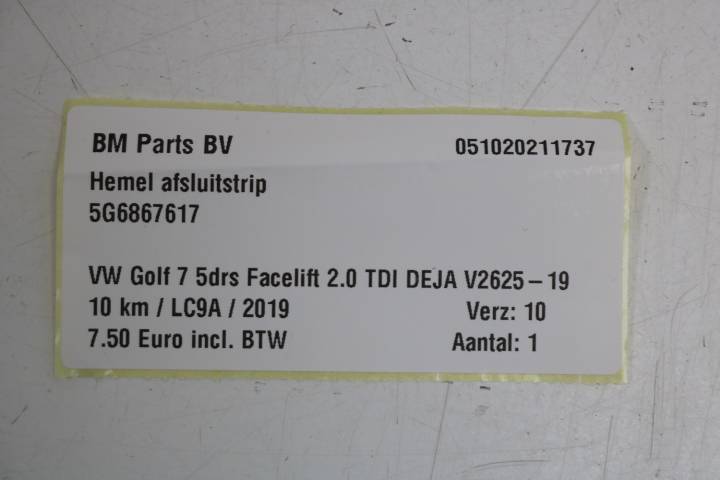 BM Parts BV 051020211737
Hemel afsluitstrip
5G6867617
VW Golf 7 5drs Facelift 2.0 TDI DEJA V2625-19
10 km / LC9A / 2019 Verz: 10
7.50 Euro incl. BTW Aantal: 1